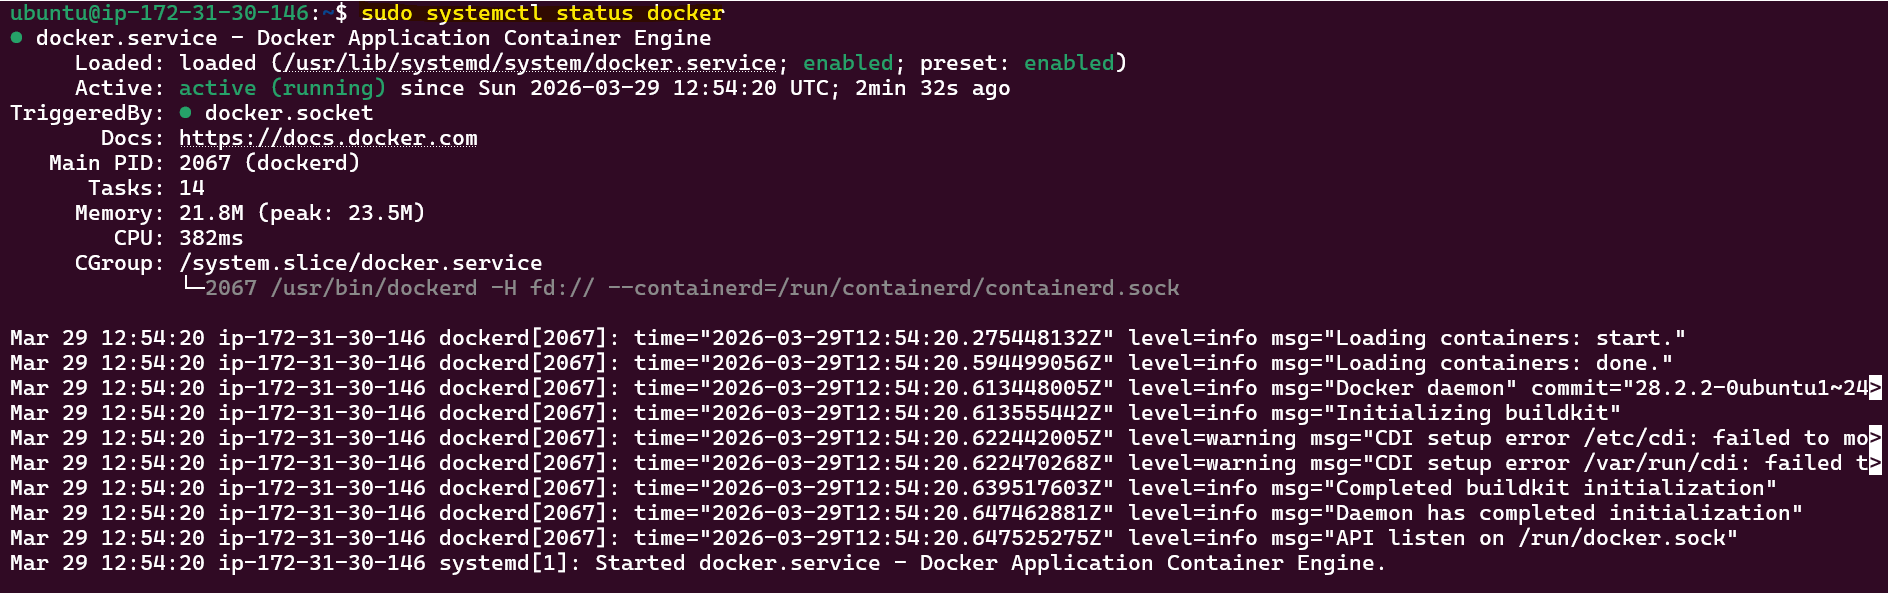 ubuntu@ip-172-31-30-146:~$ sudo systemctl status docker
● docker.service - Docker Application Container Engine
     Loaded: loaded (/usr/lib/systemd/system/docker.service; enabled; preset: enabled)
     Active: active (running) since Sun 2026-03-29 12:54:20 UTC; 2min 32s ago
TriggeredBy: ● docker.socket
       Docs: https://docs.docker.com
   Main PID: 2067 (dockerd)
      Tasks: 14
     Memory: 21.8M (peak: 23.5M)
        CPU: 382ms
     CGroup: /system.slice/docker.service
             └─2067 /usr/bin/dockerd -H fd:// --containerd=/run/containerd/containerd.sock
Mar 29 12:54:20 ip-172-31-30-146 dockerd[2067]: time="2026-03-29T12:54:20.275448132Z" level=info msg="Loading containers: start."
Mar 29 12:54:20 ip-172-31-30-146 dockerd[2067]: time="2026-03-29T12:54:20.594499056Z" level=info msg="Loading containers: done."
Mar 29 12:54:20 ip-172-31-30-146 dockerd[2067]: time="2026-03-29T12:54:20.613448005Z" level=info msg="Docker daemon" commit="28.2.2-0ubuntu1~24>
Mar 29 12:54:20 ip-172-31-30-146 dockerd[2067]: time="2026-03-29T12:54:20.613555442Z" level=info msg="Initializing buildkit"
Mar 29 12:54:20 ip-172-31-30-146 dockerd[2067]: time="2026-03-29T12:54:20.622442005Z" level=warning msg="CDI setup error /etc/cdi: failed to mo>
Mar 29 12:54:20 ip-172-31-30-146 dockerd[2067]: time="2026-03-29T12:54:20.622470268Z" level=warning msg="CDI setup error /var/run/cdi: failed t>
Mar 29 12:54:20 ip-172-31-30-146 dockerd[2067]: time="2026-03-29T12:54:20.639517603Z" level=info msg="Completed buildkit initialization"
Mar 29 12:54:20 ip-172-31-30-146 dockerd[2067]: time="2026-03-29T12:54:20.647462881Z" level=info msg="Daemon has completed initialization"
Mar 29 12:54:20 ip-172-31-30-146 dockerd[2067]: time="2026-03-29T12:54:20.647525275Z" level=info msg="API listen on /run/docker.sock"
Mar 29 12:54:20 ip-172-31-30-146 systemd[1]: Started docker.service - Docker Application Container Engine.